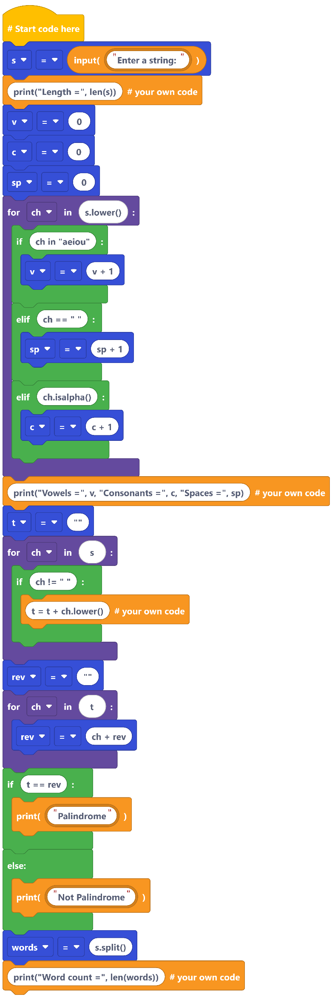 # Start code here
s = input( "Enter a string: " )
print("Length =", len(s)) # your own code
v = 0
c = 0
sp = 0
for ch in s.lower() :
if ch in "aeiou" :
v = v + 1
elif ch == " " :
sp = sp + 1
elif ch.isalpha() :
c = c + 1
print("Vowels =", v, "Consonants =", c, "Spaces =", sp) # your own code
t = ""
for ch in s :
if ch != " " :
t = t + ch.lower() # your own code
rev = ""
for ch in t :
rev = ch + rev
if t == rev :
print( "Palindrome" )
else:
print( "Not Palindrome" )
words = s.split()
print("Word count =", len(words)) # your own code